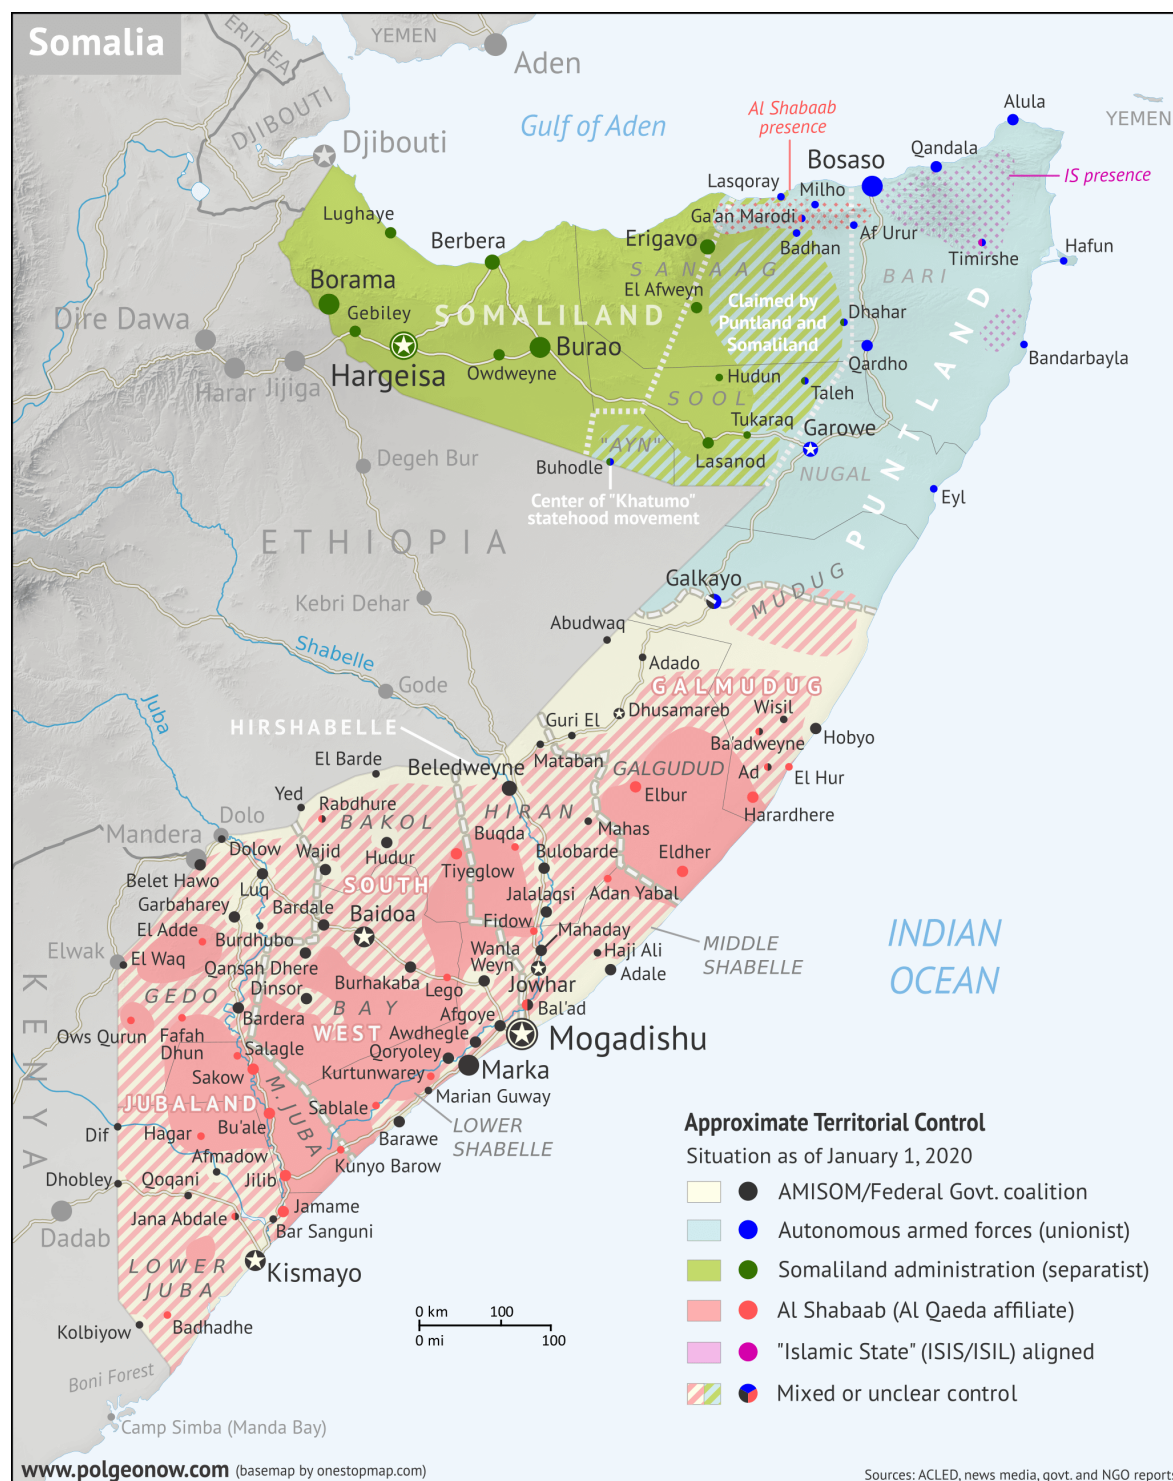 Somalia
ERITREA
YEMEN
Aden
DJIBOUTI
Djibouti
Gulf of Aden
Al Shabaab
presence
Alula
YEMEN
Qandala
Bosaso
IS presence
Lasqoray
Milho
Lughaye
Ga'an Marodi
Af Urur
Berbera
Erigavo
Badhan
Timirshe
Hafun
SANAAG
BARI
Borama
El Afweyn
Claimed by
Puntland and
Somaliland
Gebiley
SOMALILAND
Dhahar
Dire Dawa
Burao
Qardho
Bandarbayla
Hargeisa
Owdweyne
Hudun
Harar
Jijiga
Taleh
SOOL
PUNTLAND
Tukaraq
Garowe
"AYN"
Degeh Bur
Buhodle
Lasanod
NUGAL
Center of "Khatumo"
statehood movement
Eyl
ETHIOPIA
Galkayo
MUDUG
Kebri Dehar
Abudwaq
Shabelle
Adado
Gode
GALMUDUG
Juba
Dhusamareb
Wisil
HIRSHABELLE
Guri El
Hobyo
Ba'adweyne
El Barde
Mataban
Beledweyne
GALGUDUD
Ad
El Hur
Yed
Elbur
Rabdhure
HIRAN
Harardhere
Dolo
BAKOL
Mandera
Buqda
Mahas
Dolow
Wajid
Hudur
Bulobarde
Eldher
Belet Hawo
Tiyeglow
Luq
SOUTH
Jalalaqsi
Adan Yabal
Garbaharey
Bardale
Baidoa
El Adde
Fidow
Mahaday
Burdhubo
INDIAN
OCEAN
Elwak
El Waq
Wanla
Weyn
Haji Ali
MIDDLE
SHABELLE
Qansah Dhere
Adale
Dinsor
Burhakaba
Lego
Jowhar
GEDO
BAY
Bal'ad
Bardera
Afgoye
Ows Qurun
Fafah
Dhun
WEST
Awdhegle
Mogadishu
KENYA
Salagle
Qoryoley
Sakow
Kurtunwarey
Marka
M. JUBA
Marian Guway
JUBALAND
Sablale
Bu'ale
LOWER
SHABELLE
Dif
Hagar
Barawe
Afmadow
Kunyo Barow
Dhobley
Qoqani
Jilib
Jana Abdale
Jamame
Dadab
Bar Sanguni
LOWER
JUBA
Kismayo
Kolbiyow
Badhadhe
Boni Forest
Camp Simba (Manda Bay)
0 km 100
0 mi 100
Approximate Territorial Control
Situation as of January 1, 2020
AMISOM/Federal Govt. coalition
Autonomous armed forces (unionist)
Somaliland administration (separatist)
Al Shabaab (Al Qaeda affiliate)
"Islamic State" (ISIS/ISIL) aligned
Mixed or unclear control
www.polgeonow.com (basemap by onestopmap.com)
Sources: ACLED, news media, govt. and NGO reports